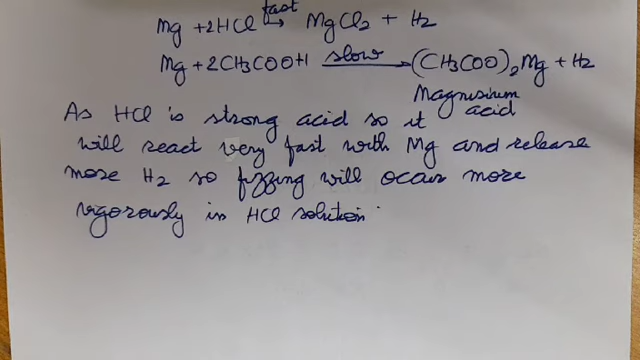 fast
Mg + 2HCl → MgCl2 + H2
Mg + 2CH3COOH slow → (CH3COO)2Mg + H2
Magnesium
As HCl is strong acid so it acid
will react very fast with Mg and release
more H2 so fizzing will occur more
vigorously in HCl solution.